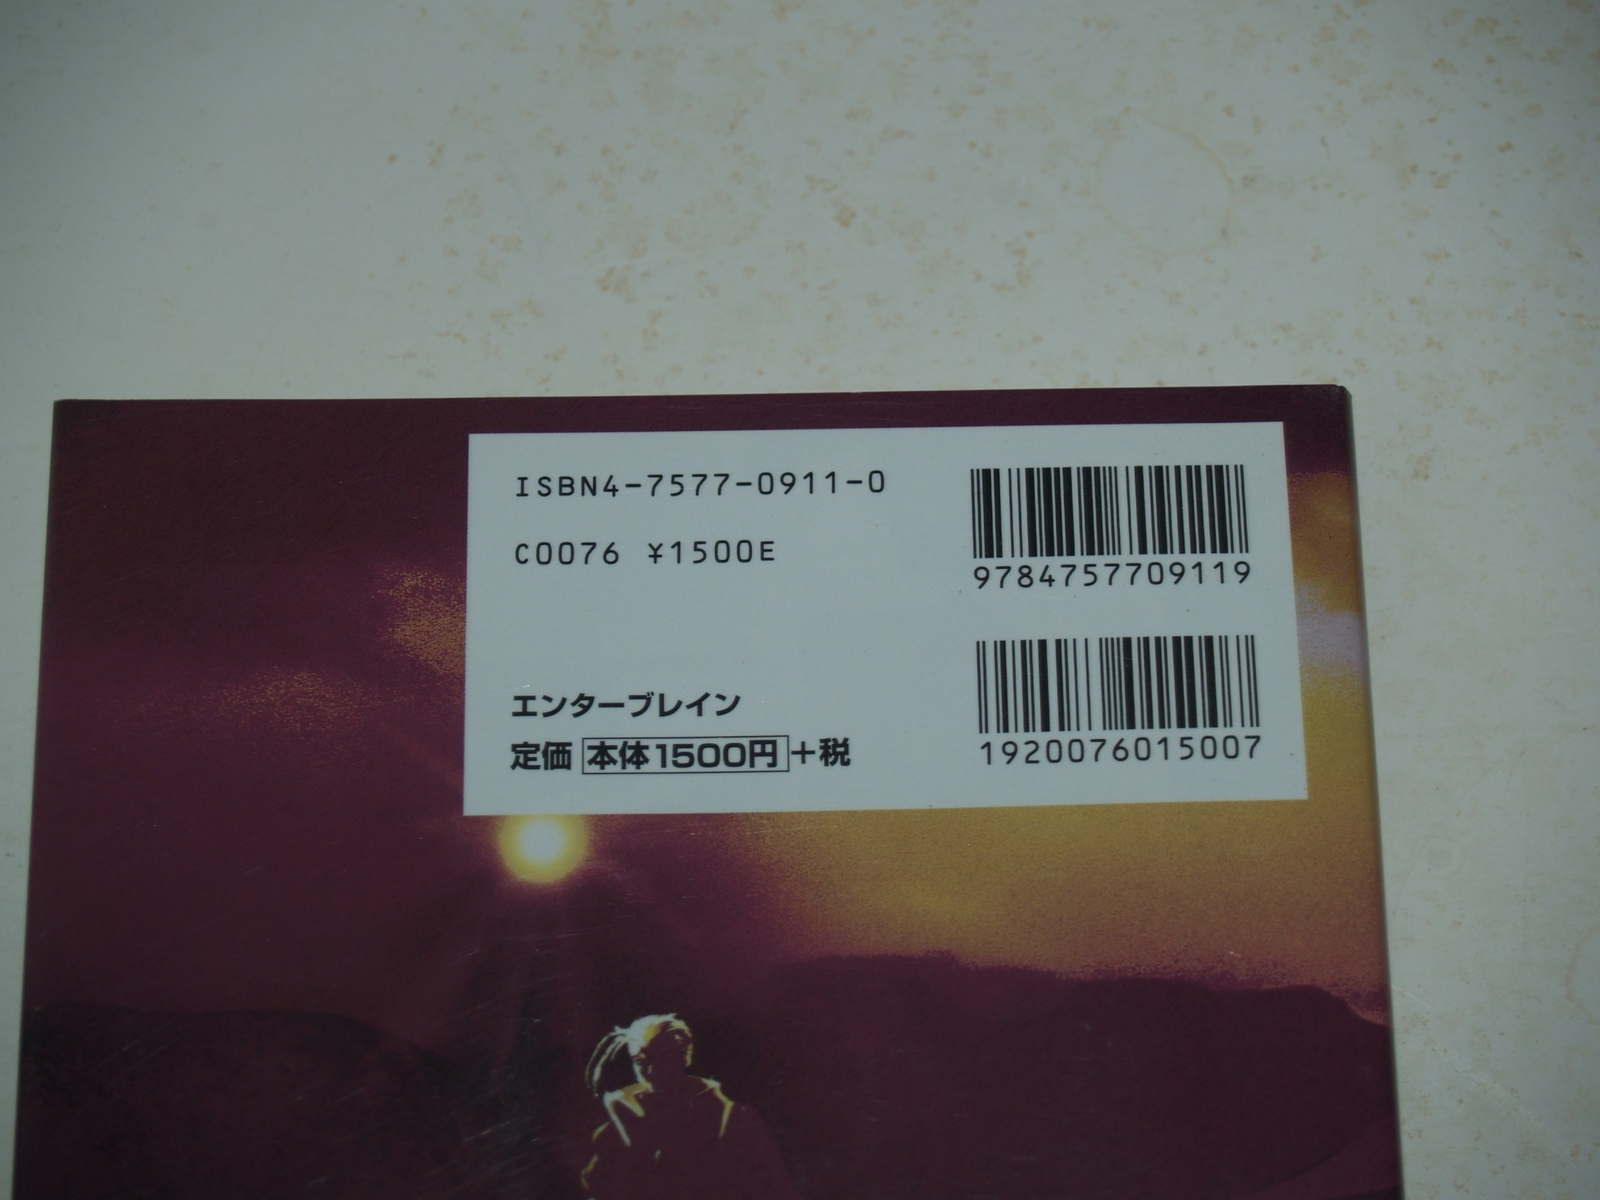 ISBN4-7577-0911-0
C0076 ¥1500E
9784757709119
1920076015007
エンターブレイン
定価 本体1500円+税